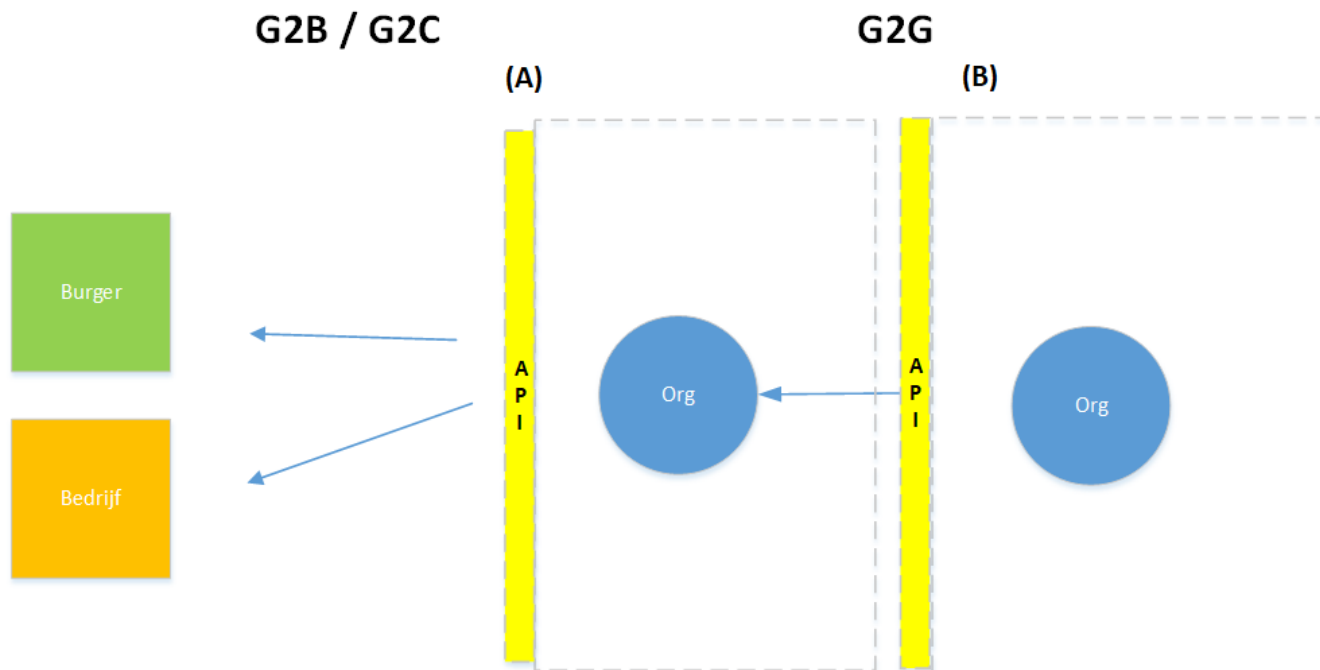 G2B / G2C
G2G
(A)
(B)
Burger
Bedrijf
A
P
I
Org
A
P
I
Org